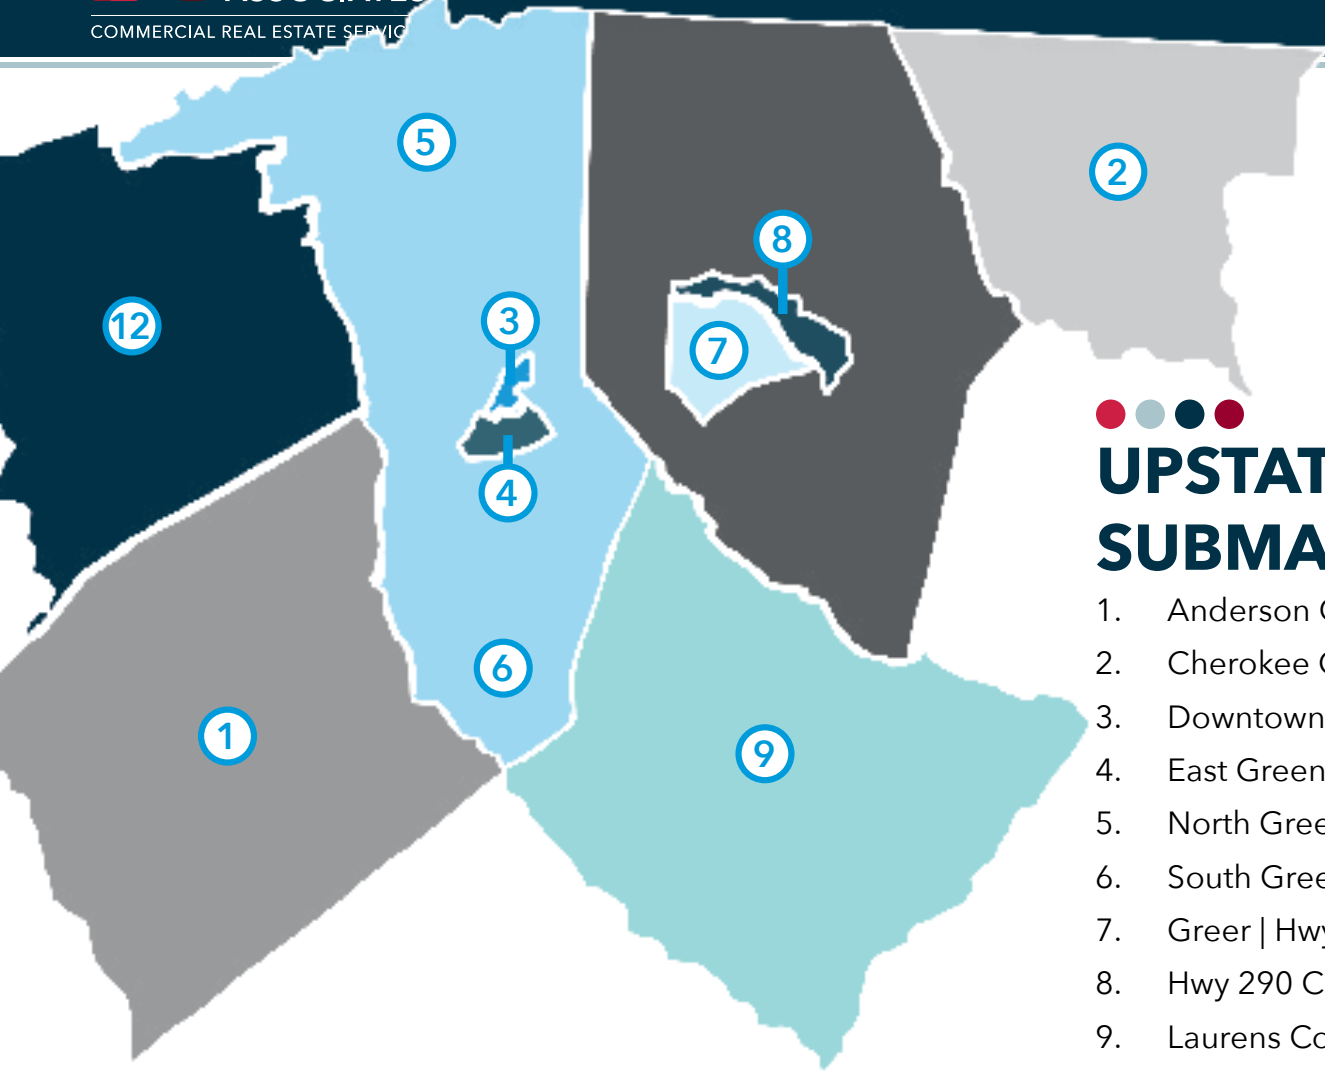 COMMERCIAL REAL ESTATE SERVIC
5
2
8
12
3
7
4
6
1
9
UPSTAT
SUBMA
1. Anderson
2. Cherokee
3. Downtown
4. East Green
5. North Gree
6. South Gree
7. Greer | Hwy
8. Hwy 290 C
9. Laurens Co